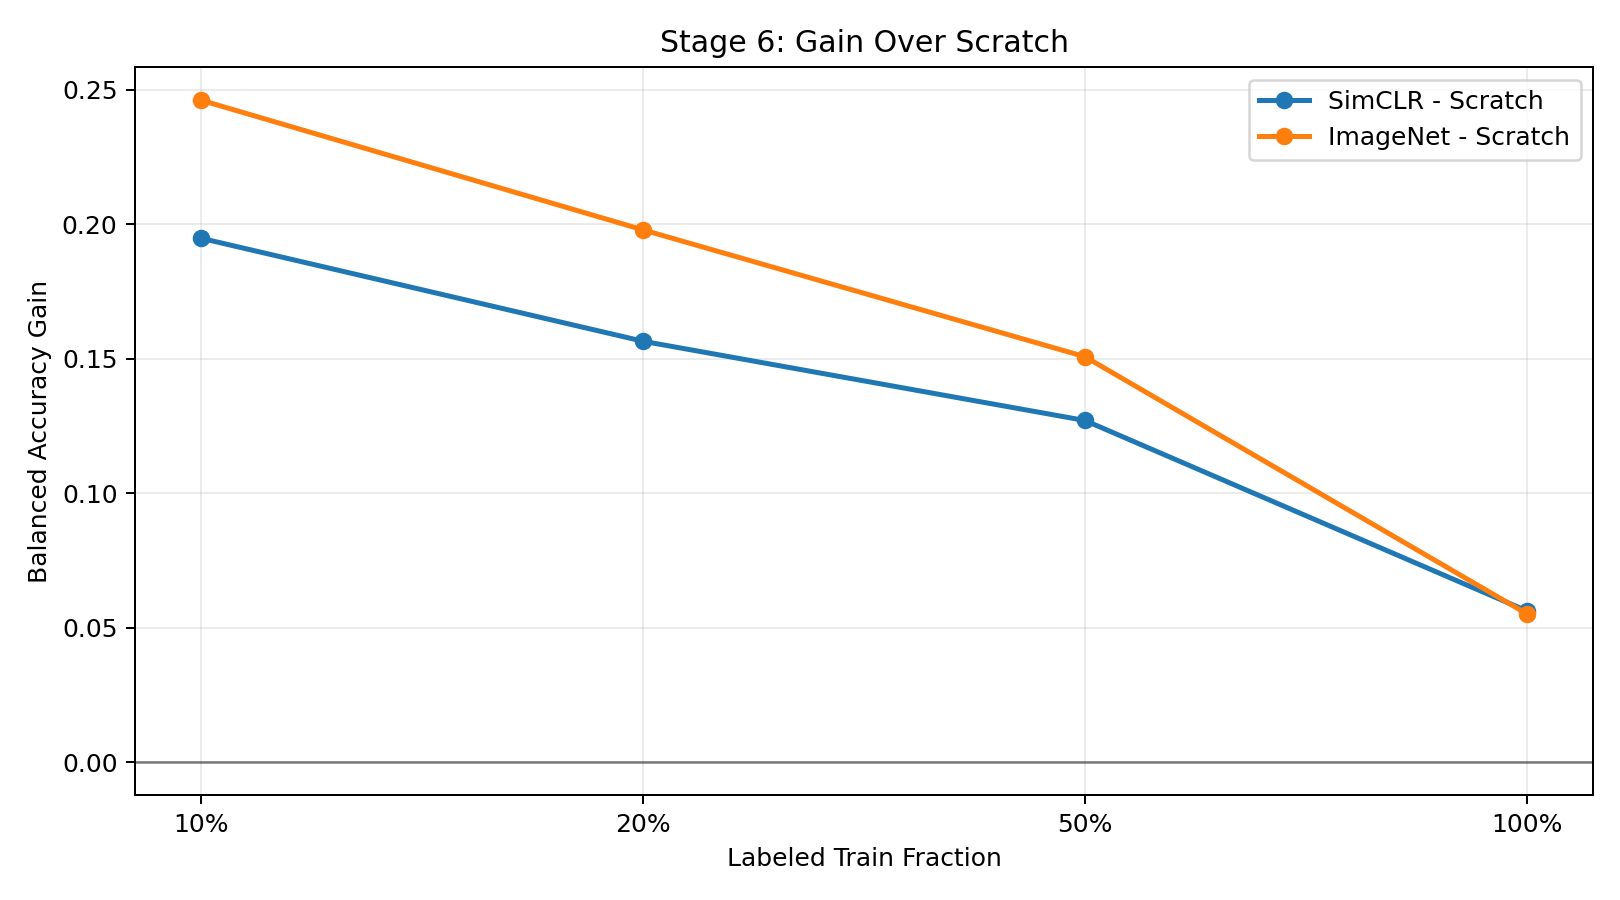 Stage 6: Gain Over Scratch
SimCLR - Scratch
ImageNet - Scratch
Balanced Accuracy Gain
0.25
0.20
0.15
0.10
0.05
0.00
10%
20%
50%
100%
Labeled Train Fraction